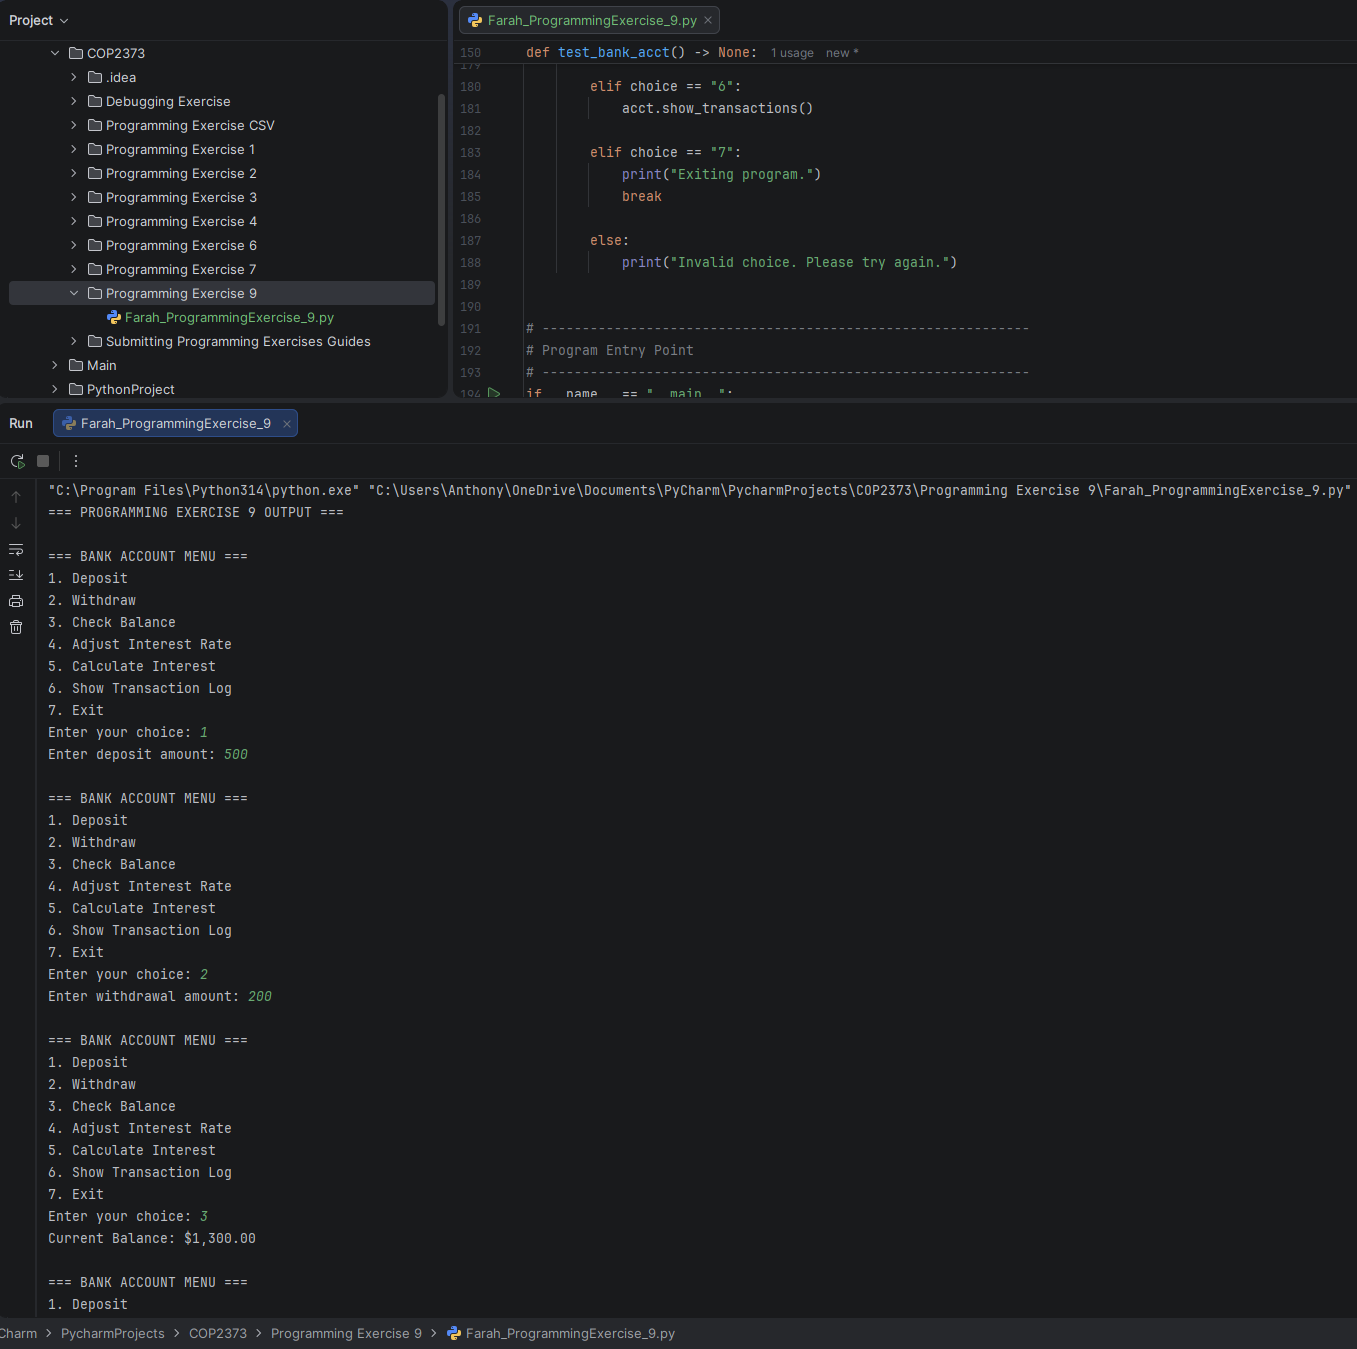 Project
COP2373
.idea
Debugging Exercise
Programming Exercise CSV
Programming Exercise 1
Programming Exercise 2
Programming Exercise 3
Programming Exercise 4
Programming Exercise 6
Programming Exercise 7
Programming Exercise 9
Farah_ProgrammingExercise_9.py
Submitting Programming Exercises Guides
Main
PythonProject
Farah_ProgrammingExercise_9.py
150 def test_bank_acct() -> None: 1 usage new *
179
180 elif choice == "6":
181 acct.show_transactions()
182
183 elif choice == "7":
184 print("Exiting program.")
185 break
186
187 else:
188 print("Invalid choice. Please try again.")
189
190
191 # -------------------------------------------------------------
192 # Program Entry Point
193 # -------------------------------------------------------------
194 if __name__ == "__main__":
Run Farah_ProgrammingExercise_9
"C:\Program Files\Python314\python.exe" "C:\Users\Anthony\OneDrive\Documents\PyCharm\PycharmProjects\COP2373\Programming Exercise 9\Farah_ProgrammingExercise_9.py"
=== PROGRAMMING EXERCISE 9 OUTPUT ===
=== BANK ACCOUNT MENU ===
1. Deposit
2. Withdraw
3. Check Balance
4. Adjust Interest Rate
5. Calculate Interest
6. Show Transaction Log
7. Exit
Enter your choice: 1
Enter deposit amount: 500
=== BANK ACCOUNT MENU ===
1. Deposit
2. Withdraw
3. Check Balance
4. Adjust Interest Rate
5. Calculate Interest
6. Show Transaction Log
7. Exit
Enter your choice: 2
Enter withdrawal amount: 200
=== BANK ACCOUNT MENU ===
1. Deposit
2. Withdraw
3. Check Balance
4. Adjust Interest Rate
5. Calculate Interest
6. Show Transaction Log
7. Exit
Enter your choice: 3
Current Balance: $1,300.00
=== BANK ACCOUNT MENU ===
1. Deposit
Charm > PycharmProjects > COP2373 > Programming Exercise 9 > Farah_ProgrammingExercise_9.py